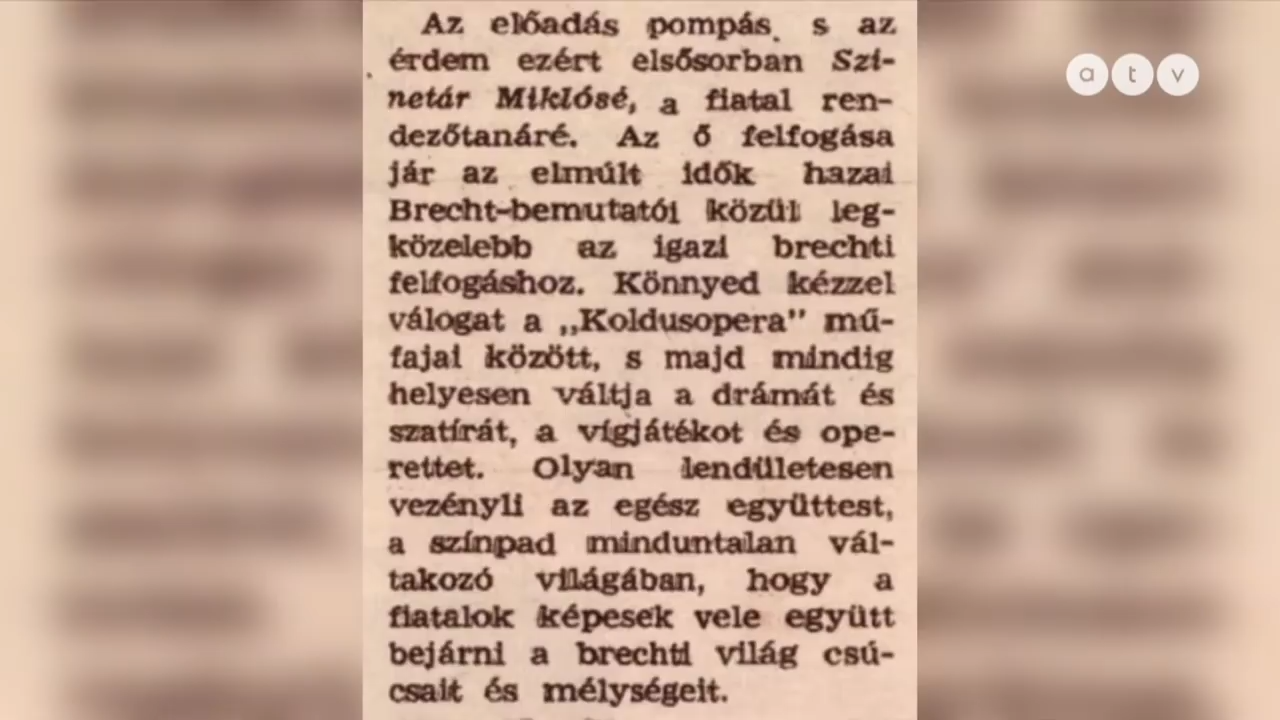 Az előadás pompás, s az
érdem ezért elsősorban Szi-
netár Miklósé, a fiatal ren-
dezőtanáré. Az ő felfogása
jár az elmúlt idők hazai
Brecht-bemutatói közül leg-
közelebb az igazi brechti
felfogáshoz. Könnyed kézzel
válogat a „Koldusopera” mű-
fajai között, s majd mindig
helyesen váltja a drámát és
szatírát, a vígjátékot és ope-
rettet. Olyan lendületesen
vezényli az egész együttest,
a színpad minduntalan vál-
takozó világában, hogy a
fiatalok képesek vele együtt
bejárni a brechti világ csú-
csait és mélységeit.
atv